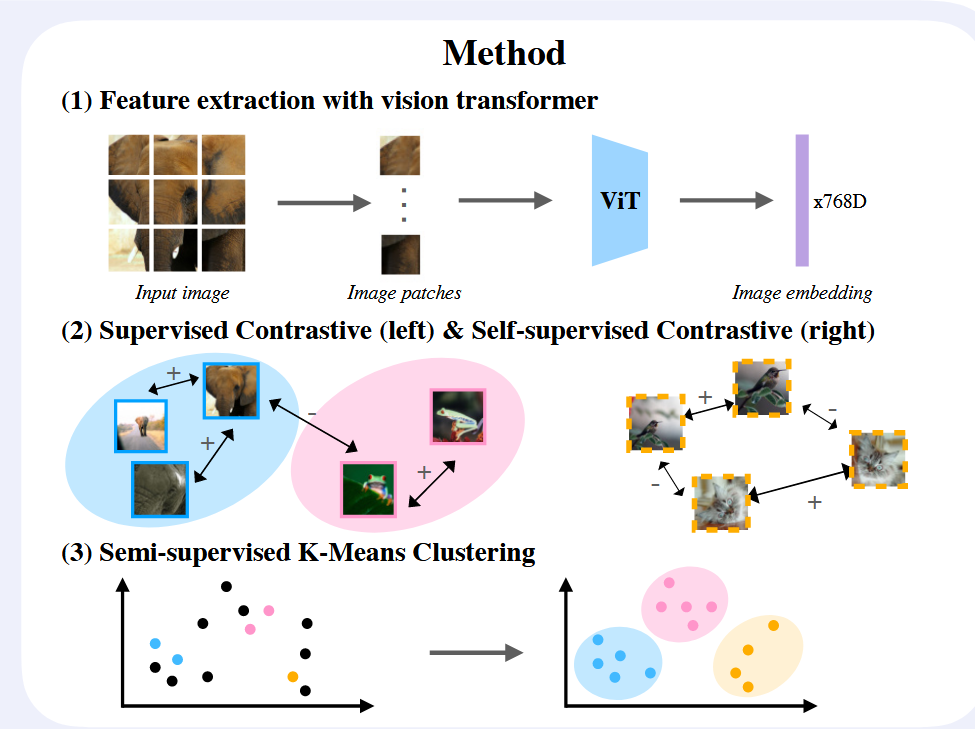 Method
(1) Feature extraction with vision transformer
ViT
x768D
Input image
Image patches
Image embedding
(2) Supervised Contrastive (left) & Self-supervised Contrastive (right)
+
+
-
+
+
-
-
+
(3) Semi-supervised K-Means Clustering